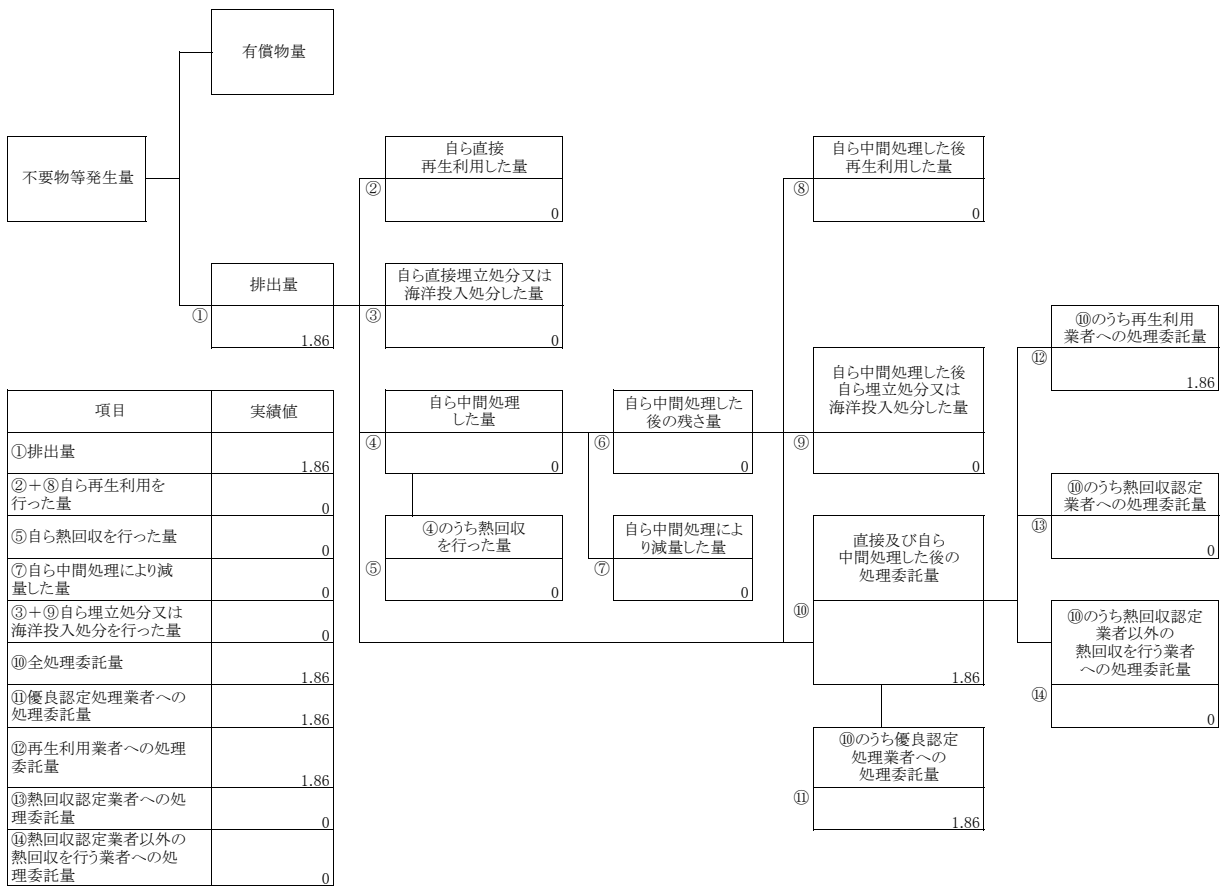 有償物量
不要物等発生量
自ら直接
再生利用した量
②
0
自ら中間処理した後
再生利用した量
⑧
0
排出量
①
1.86
自ら直接埋立処分又は
海洋投入処分した量
③
0
⑩のうち再生利用
業者への処理委託量
⑫
1.86
自ら中間処理
した量
④
0
自ら中間処理した
後の残さ量
⑥
0
自ら中間処理した後
自ら埋立処分又は
海洋投入処分した量
⑨
0
⑩のうち熱回収認定
業者への処理委託量
⑬
0
④のうち熱回収
を行った量
⑤
0
自ら中間処理によ
り減量した量
⑦
0
直接及び自ら
中間処理した後の
処理委託量
⑩
1.86
⑩のうち熱回収認定
業者以外の
熱回収を行う業者
への処理委託量
⑭
0
⑩のうち優良認定
処理業者への
処理委託量
⑪
1.86
項目 実績値
①排出量
1.86
②+⑧自ら再生利用を
行った量
0
⑤自ら熱回収を行った量
0
⑦自ら中間処理により減
量した量
0
③+⑨自ら埋立処分又は
海洋投入処分を行った量
0
⑩全処理委託量
1.86
⑪優良認定処理業者への
処理委託量
1.86
⑫再生利用業者への処理
委託量
1.86
⑬熱回収認定業者への処
理委託量
0
⑭熱回収認定業者以外の
熱回収を行う業者への処
理委託量
0